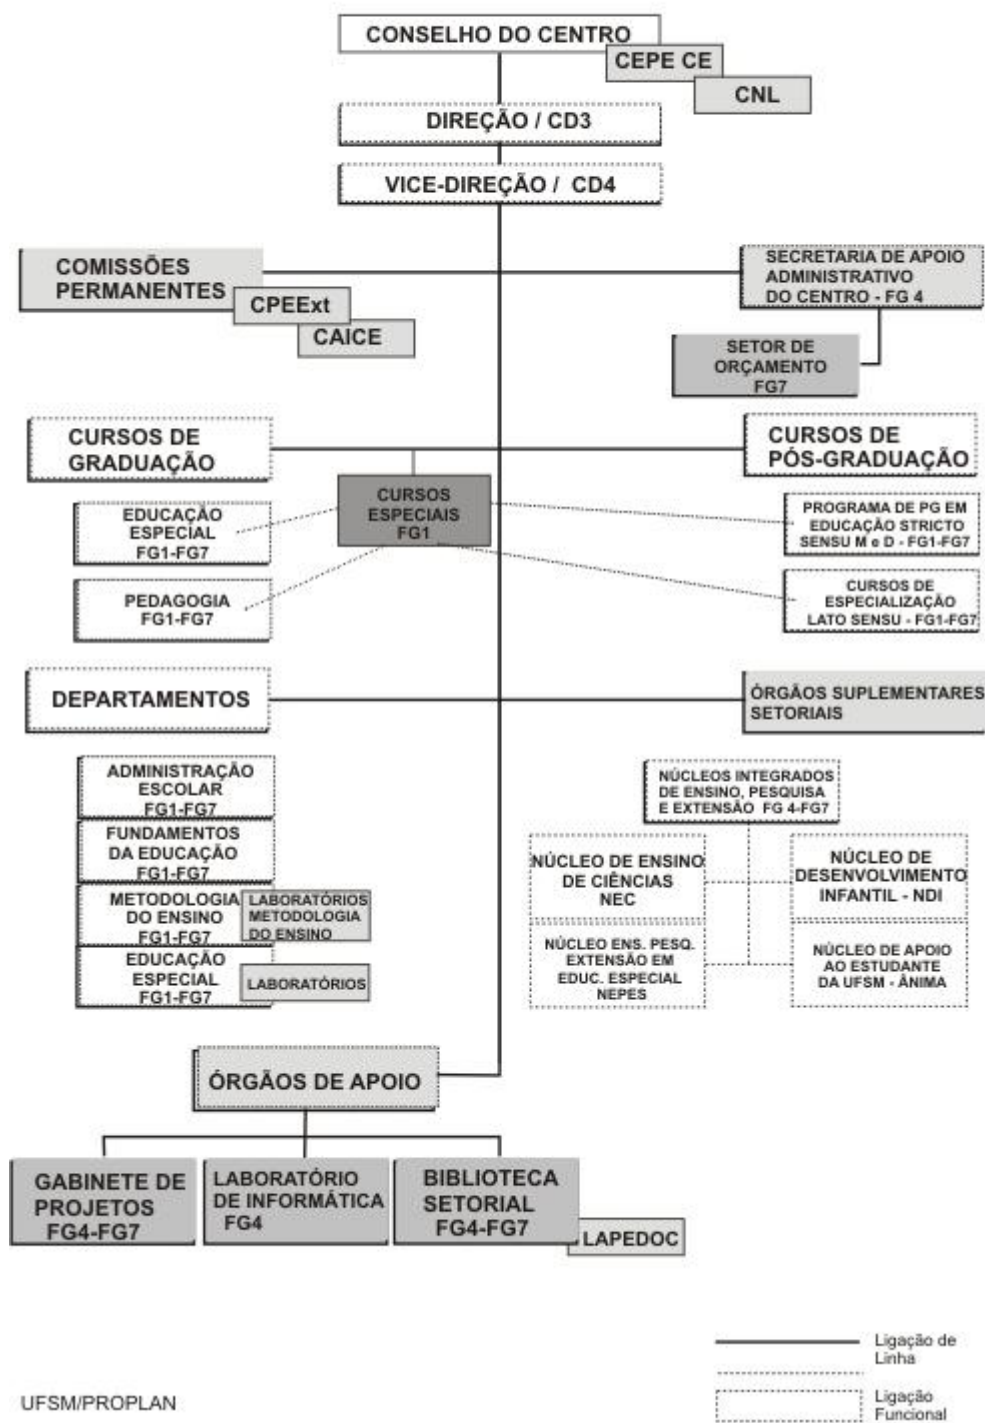 CONSELHO DO CENTRO
CEPE CE
CNL
DIREÇÃO / CD3
VICE-DIREÇÃO / CD4
COMISSÕES
PERMANENTES
CPEExt
CAICE
SECRETARIA DE APOIO
ADMINISTRATIVO
DO CENTRO - FG 4
SETOR DE
ORÇAMENTO
FG7
CURSOS DE
GRADUAÇÃO
CURSOS DE
PÓS-GRADUAÇÃO
CURSOS
ESPECIAIS
FG1
EDUCAÇÃO
ESPECIAL
FG1-FG7
PEDAGOGIA
FG1-FG7
PROGRAMA DE PG EM
EDUCAÇÃO STRICTO
SENSU M e D - FG1-FG7
CURSOS DE
ESPECIALIZAÇÃO
LATO SENSU - FG1-FG7
DEPARTAMENTOS
ÓRGÃOS SUPLEMENTARES
SETORIAIS
ADMINISTRAÇÃO
ESCOLAR
FG1-FG7
FUNDAMENTOS
DA EDUCAÇÃO
FG1-FG7
METODOLOGIA
DO ENSINO
FG1-FG7
LABORATÓRIOS
METODOLOGIA
DO ENSINO
EDUCAÇÃO
ESPECIAL
FG1-FG7
LABORATÓRIOS
NÚCLEOS INTEGRADOS
DE ENSINO, PESQUISA
E EXTENSÃO FG 4-FG7
NÚCLEO DE ENSINO
DE CIÊNCIAS
NEC
NÚCLEO DE
DESENVOLVIMENTO
INFANTIL - NDI
NÚCLEO ENS. PESQ.
EXTENSÃO EM
EDUC. ESPECIAL
NEPES
NÚCLEO DE APOIO
AO ESTUDANTE
DA UFSM - ÂNIMA
ÓRGÃOS DE APOIO
GABINETE DE
PROJETOS
FG4-FG7
LABORATÓRIO
DE INFORMÁTICA
FG4
BIBLIOTECA
SETORIAL
FG4-FG7
LAPEDOC
Ligação de
Linha
Ligação
Funcional
UFSM/PROPLAN